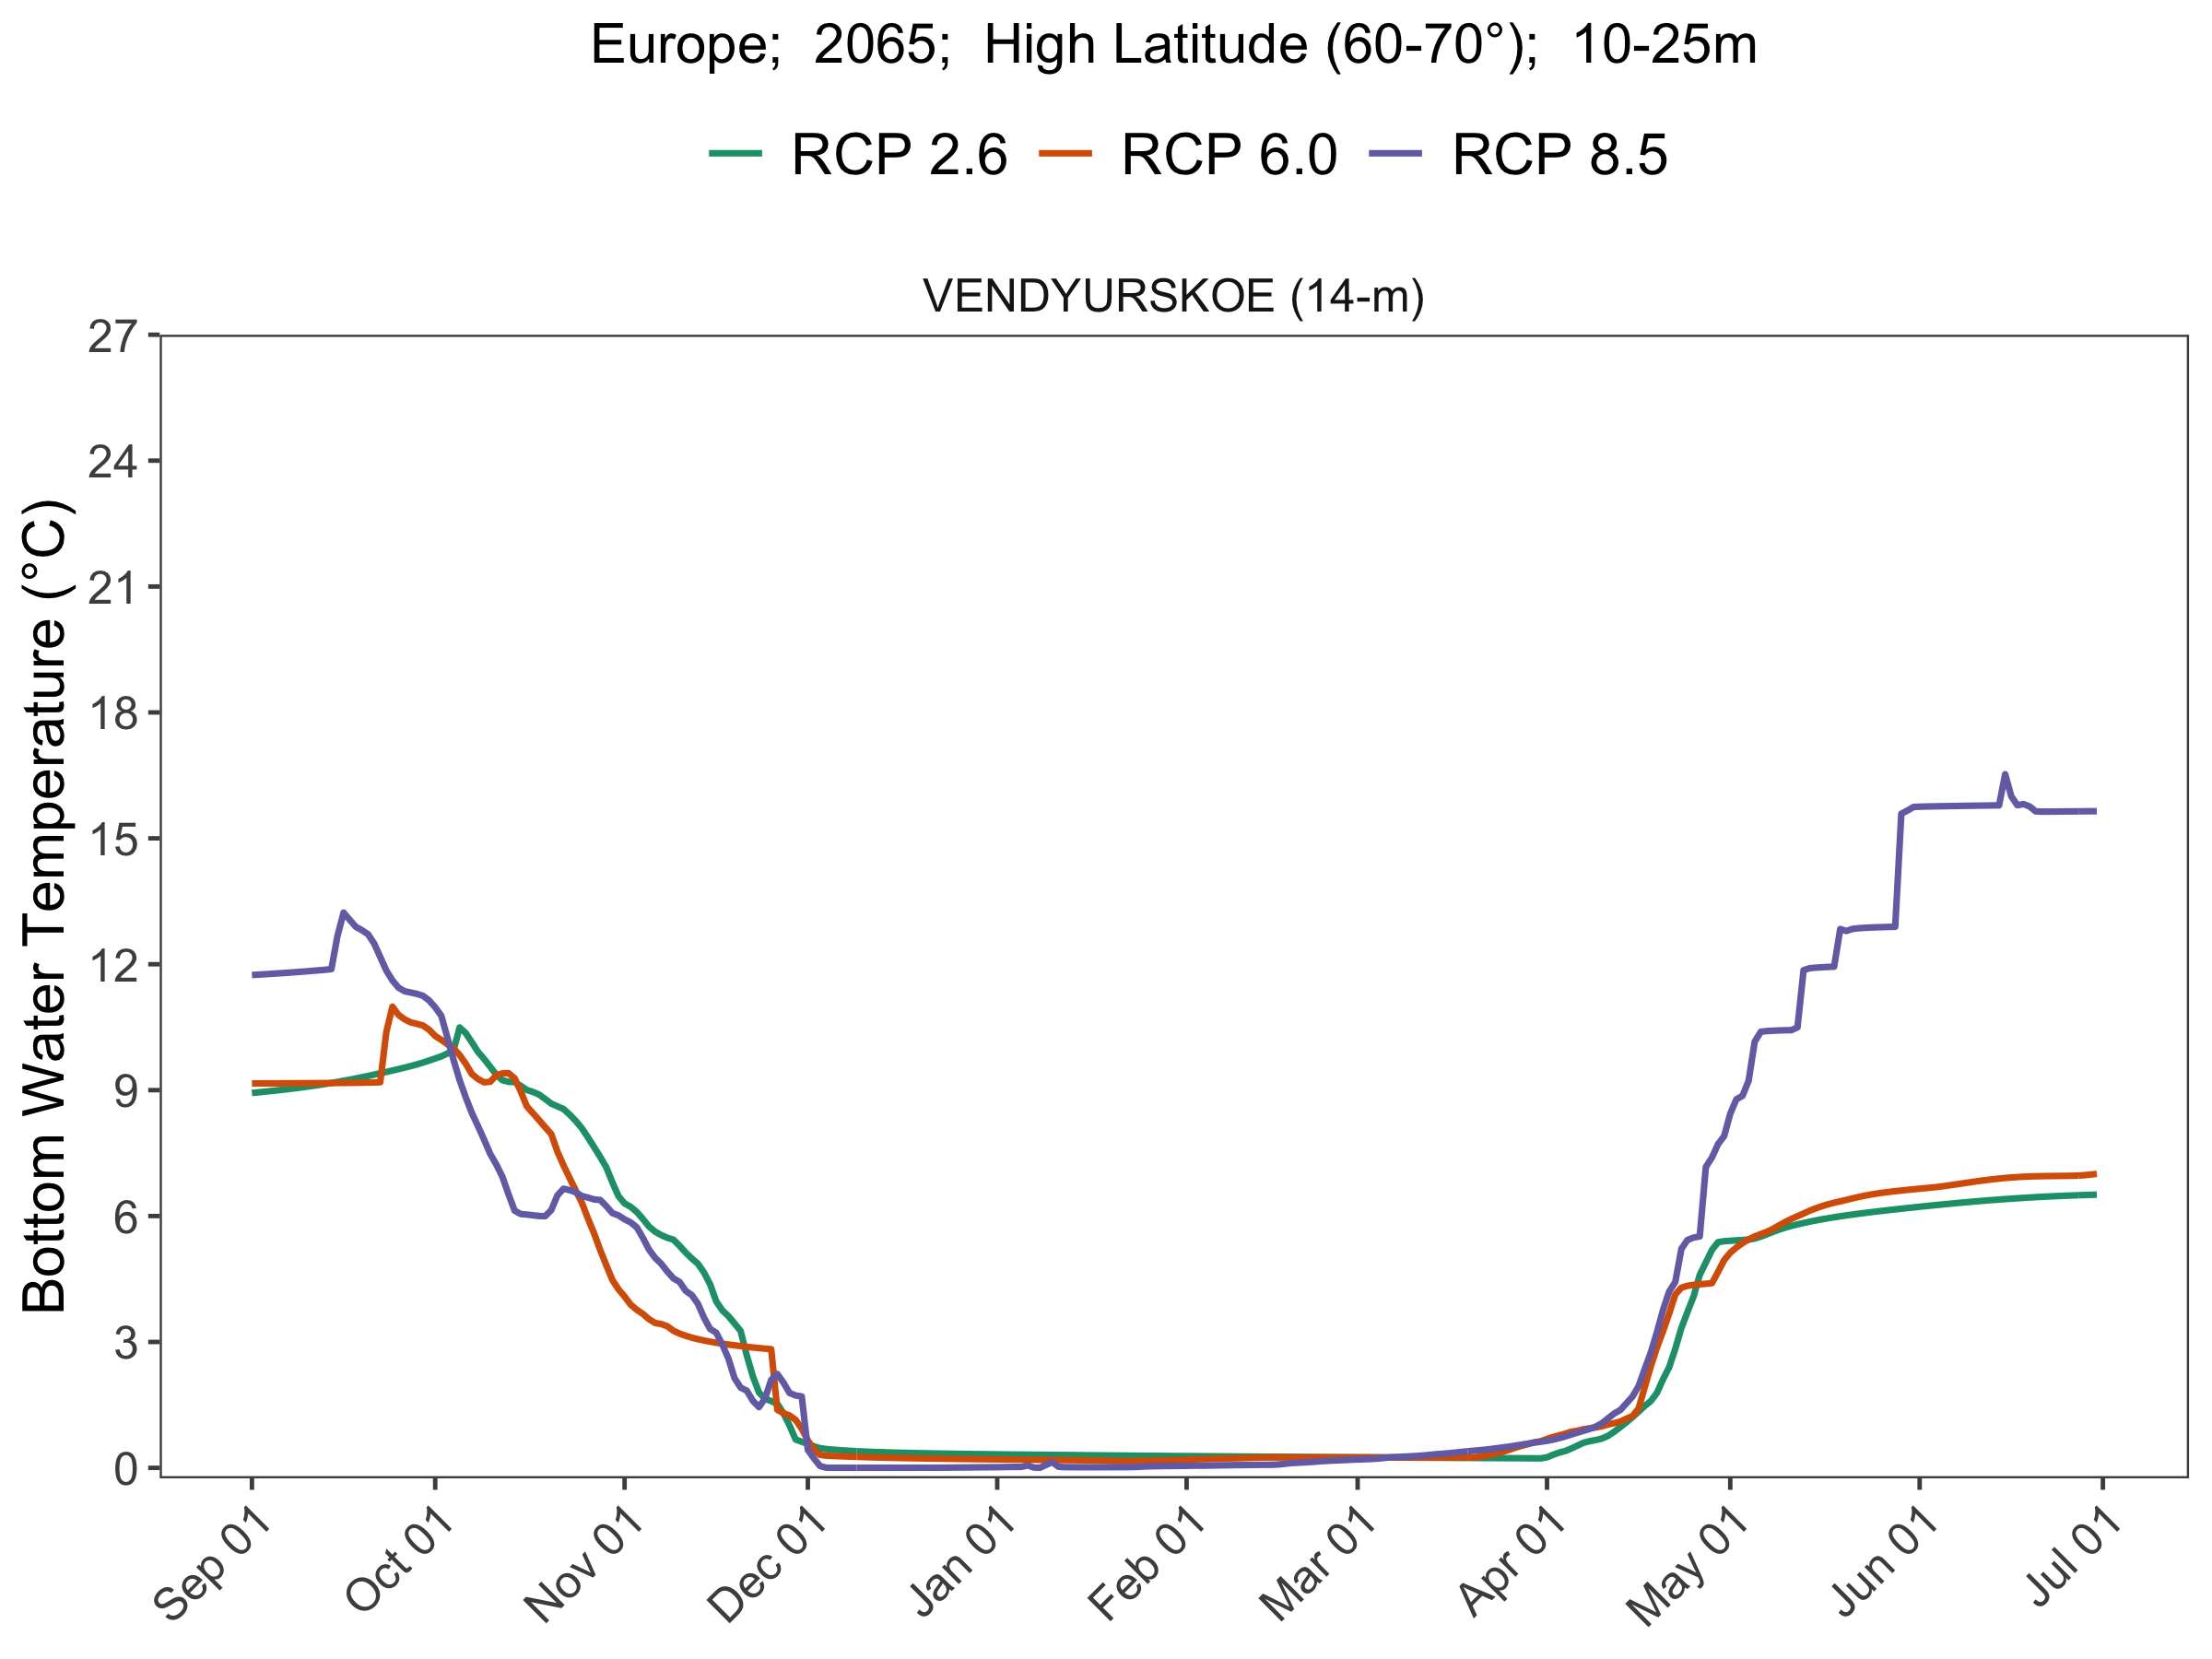 Europe; 2065; High Latitude (60-70°); 10-25m
RCP 2.6 RCP 6.0 RCP 8.5
VENDYURSKOE (14-m)
Bottom Water Temperature (°C)
27
24
21
18
15
12
9
6
3
0
Sep 01 Oct 01 Nov 01 Dec 01 Jan 01 Feb 01 Mar 01 Apr 01 May 01 Jun 01 Jul 01